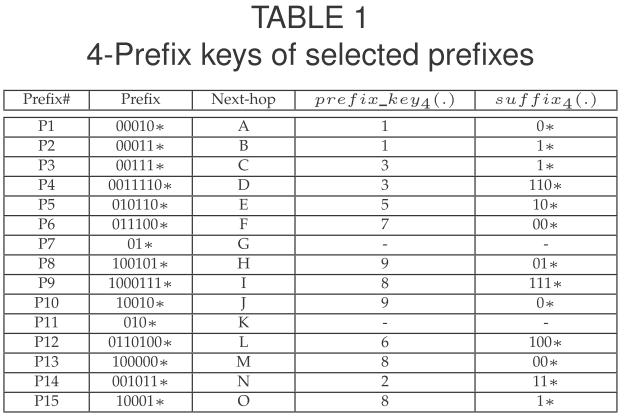 TABLE 1
4-Prefix keys of selected prefixes
Prefix# Prefix Next-hop prefix_key4(.) suffix4(.)
P1 00010* A 1 0*
P2 00011* B 1 1*
P3 00111* C 3 1*
P4 0011110* D 3 110*
P5 010110* E 5 10*
P6 011100* F 7 00*
P7 01* G - -
P8 100101* H 9 01*
P9 1000111* I 8 111*
P10 10010* J 9 0*
P11 010* K - -
P12 0110100* L 6 100*
P13 100000* M 8 00*
P14 001011* N 2 11*
P15 10001* O 8 1*